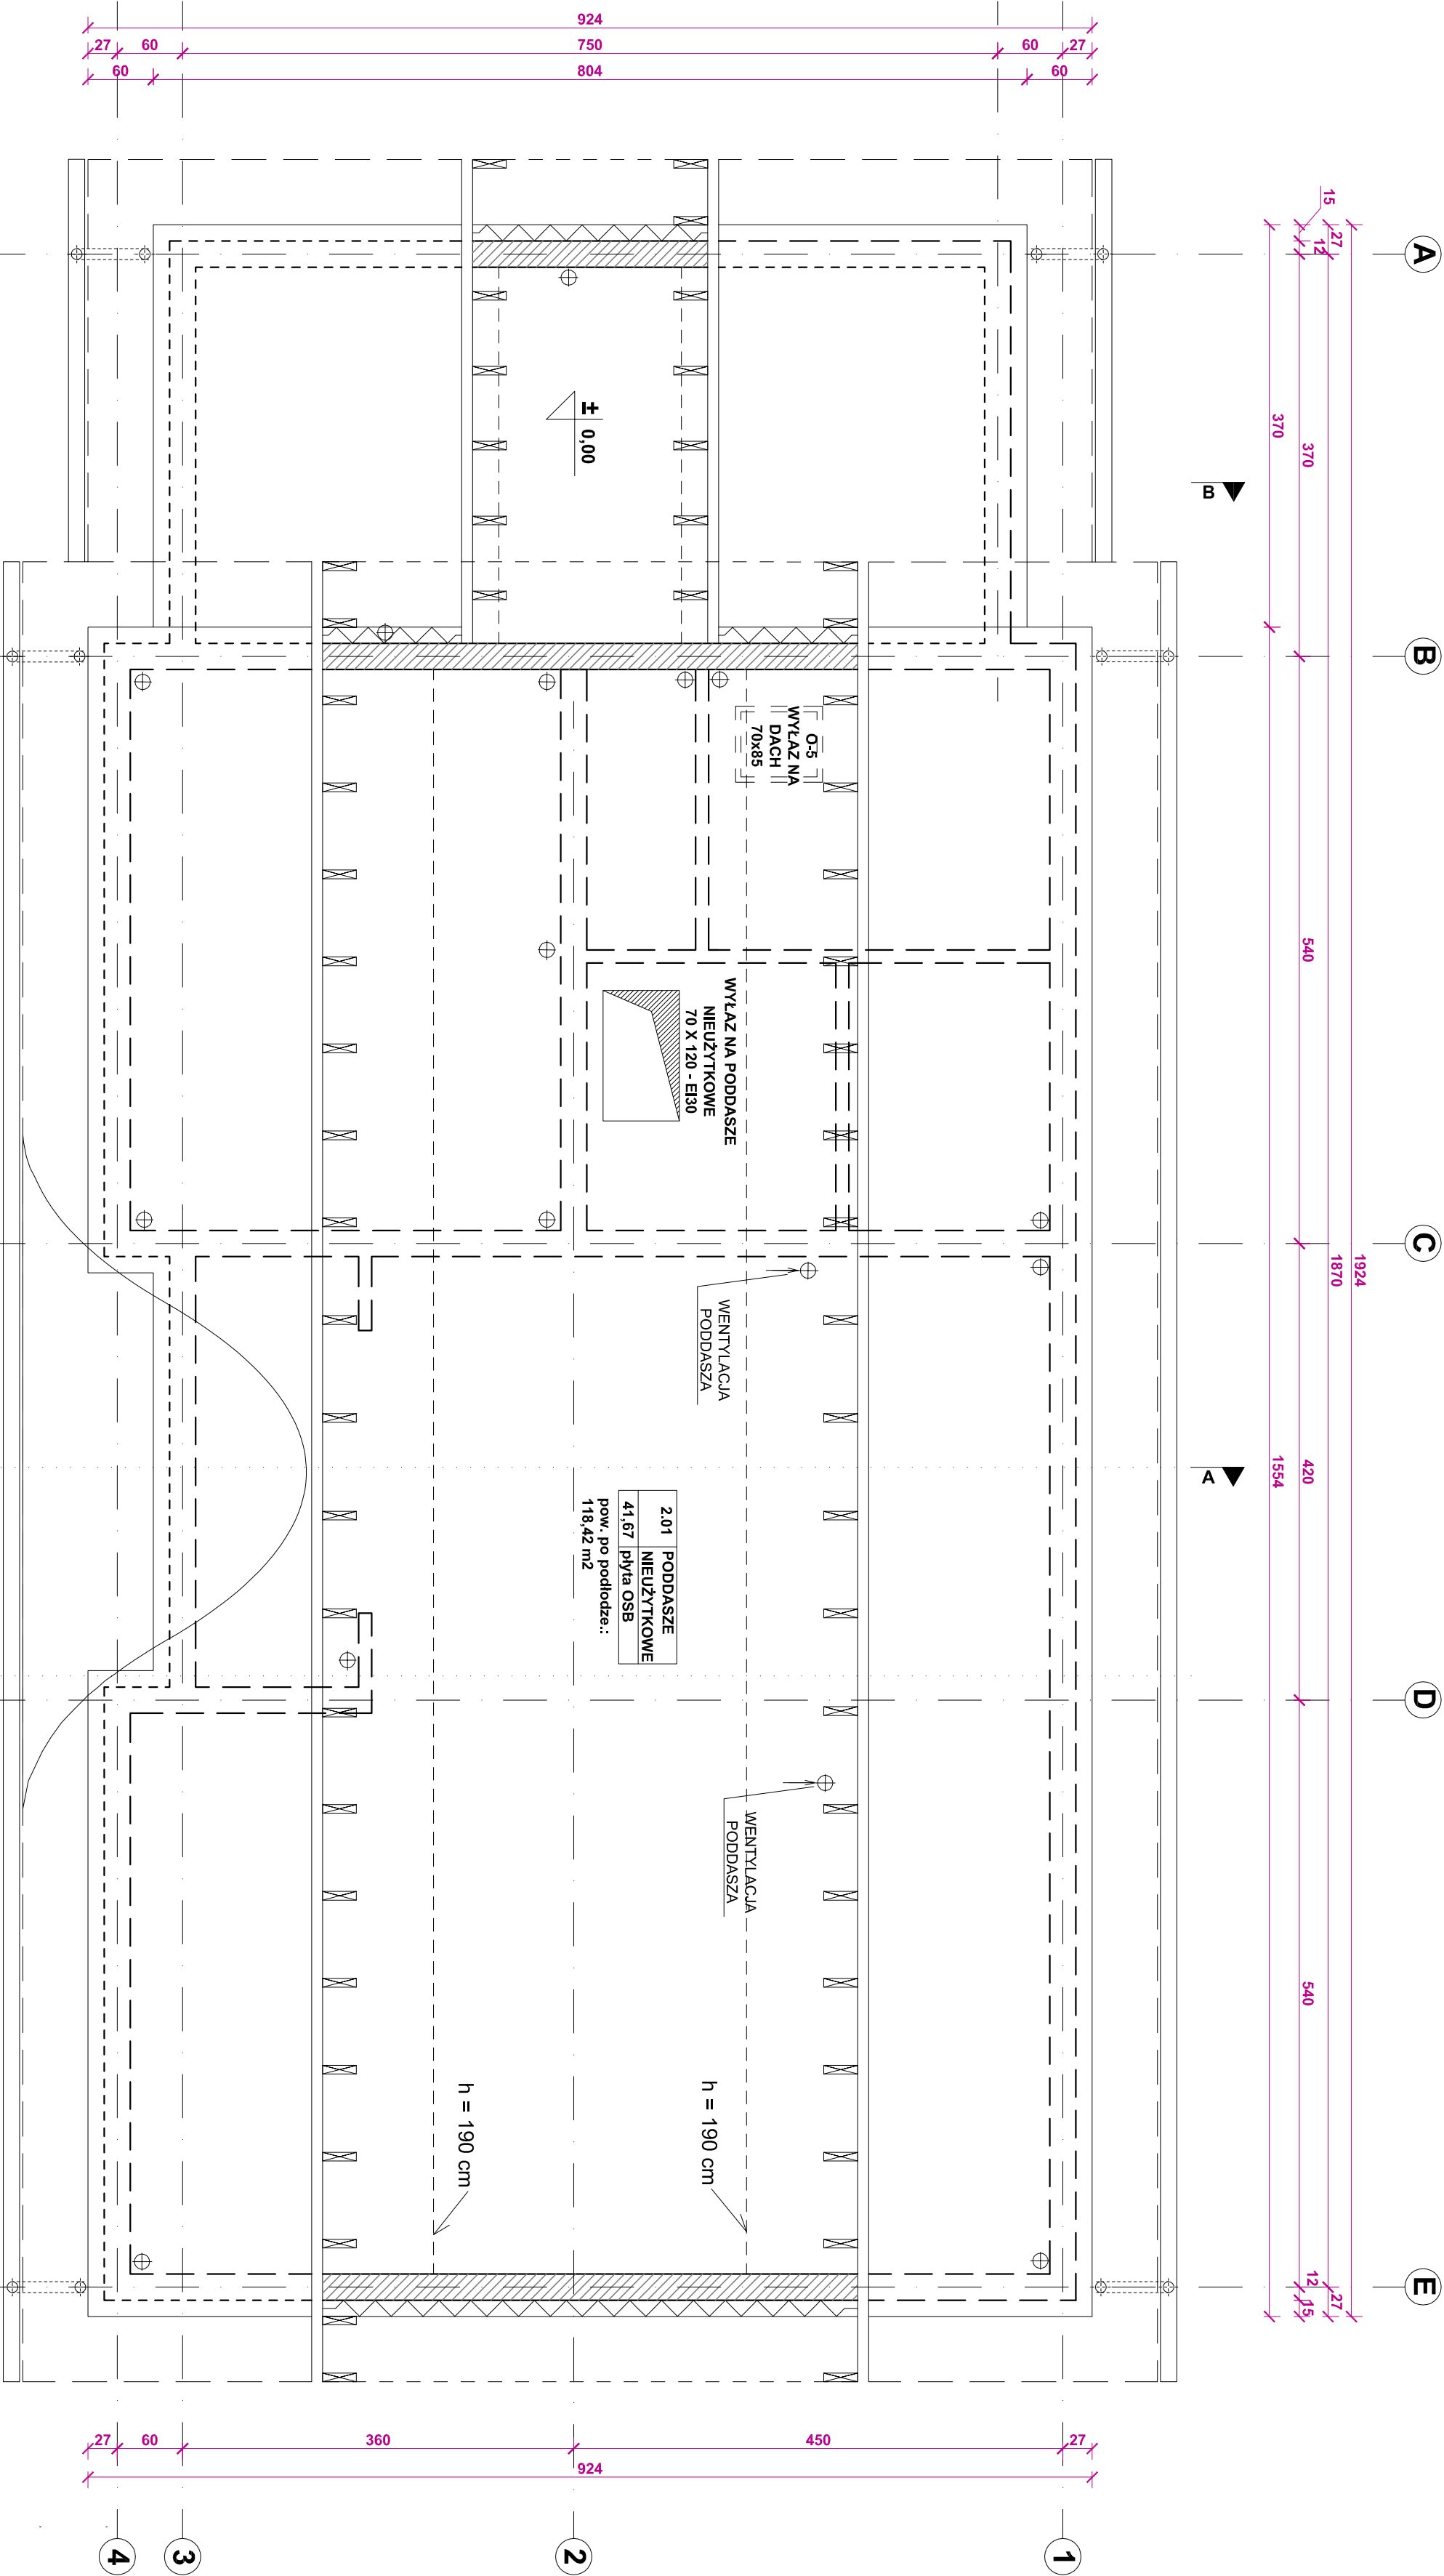 924
27
60
750
60
27
60
804
60
15
27
12
370
370
540
420
1554
1870
1924
540
12
27
15
A
B
C
D
E
B
A
± 0,00
O-5
WYŁAZ NA
DACH
70x85
WYŁAZ NA PODDASZE
NIEUŻYTKOWE
70 X 120 - EI30
WENTYLACJA
PODDASZA
2.01 PODDASZE
NIEUŻYTKOWE
41,67 płyta OSB
pow. po podłodze.:
118,42 m2
WENTYLACJA
PODDASZA
h = 190 cm
h = 190 cm
27
60
360
450
27
924
4
3
2
1